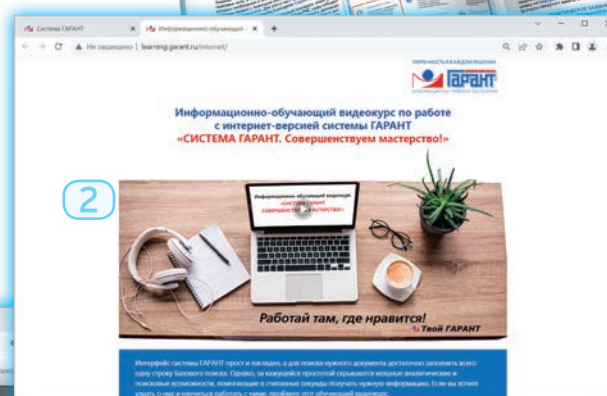 Система ГАРАНТ
Информационно-обучающий
Не защищено | learning.garant.ru/internet/
ГАРАНТ
Информационно-обучающий видеокурс по работе
с интернет-версией системы ГАРАНТ
«СИСТЕМА ГАРАНТ. Совершенствуем мастерство!»
2
Информационно-обучающий видеокурс
«СИСТЕМА ГАРАНТ.
СОВЕРШЕНСТВУЕМ МАСТЕРСТВО!»
Работай там, где нравится!
Твой ГАРАНТ
Интерфейс системы ГАРАНТ прост и нагляден, а для поиска нужного документа достаточно заполнить всего
одну строку Базового поиска. Однако, за кажущейся простотой скрываются мощные аналитические и
поисковые возможности, помогающие в считанные секунды получать нужную информацию. Если вы хотите
узнать о них и научиться работать с нами, пройдите этот обучающий видеокурс.